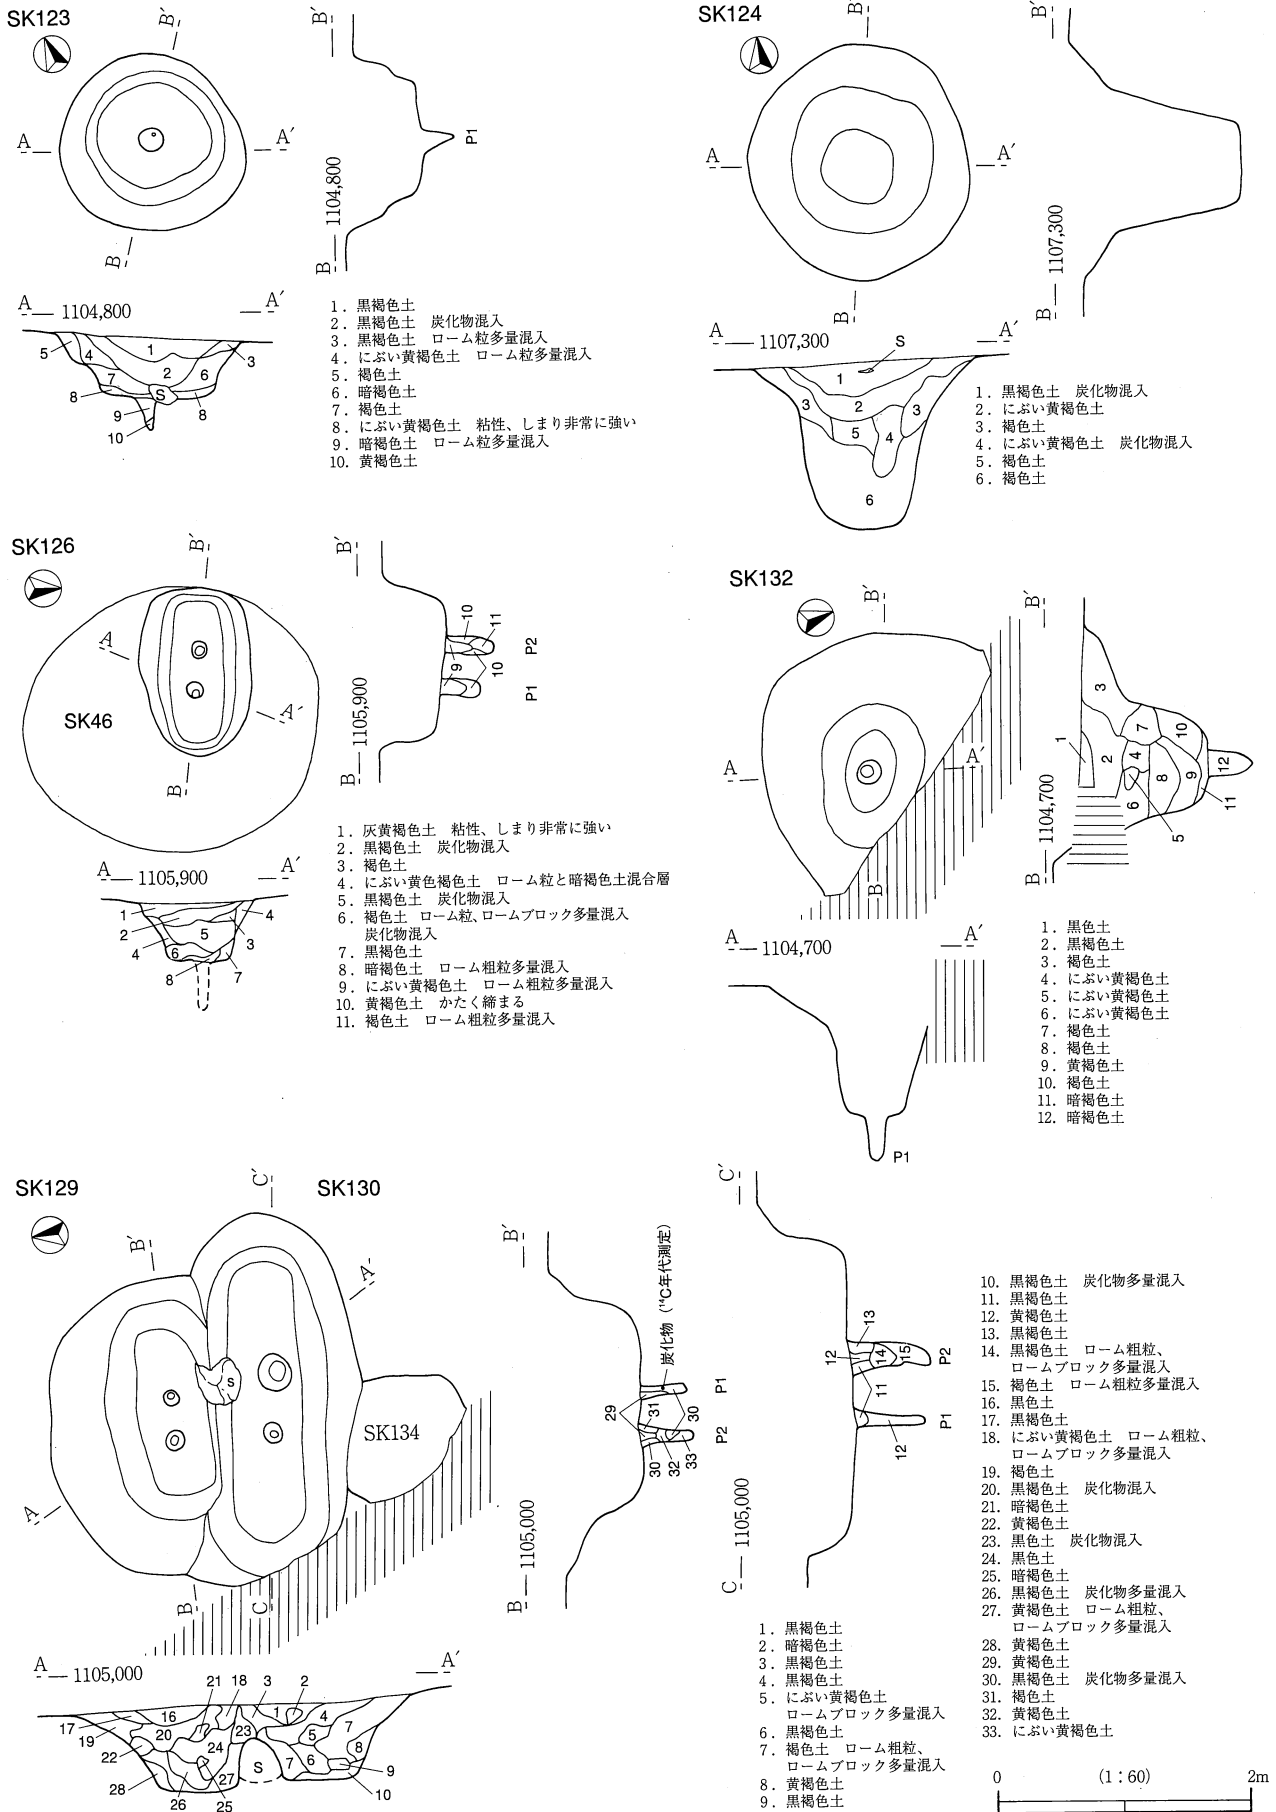 SK123
B′
A
A′
B
B′
P1
B — 1104,800
A — 1104,800
A′
1
2
3
4
5
6
7
8
8
9
10
S
1. 黒褐色土
2. 黒褐色土 炭化物混入
3. 黒褐色土 ローム粒多量混入
4. にぶい黄褐色土 ローム粒多量混入
5. 褐色土
6. 暗褐色土
7. 褐色土
8. にぶい黄褐色土 粘性、しまり非常に強い
9. 暗褐色土 ローム粒多量混入
10. 黄褐色土
SK124
B′
A
A′
B
B′
B — 1107,300
A — 1107,300
A′
S
1
2
3
3
4
5
6
1. 黒褐色土 炭化物混入
2. にぶい黄褐色土
3. 褐色土
4. にぶい黄褐色土 炭化物混入
5. 褐色土
6. 褐色土
SK126
B′
A
A′
SK46
B
B′
10
11
P2
9
10
P1
B — 1105,900
A — 1105,900
A′
1
2
4
5
6
8
4
3
7
1. 灰黄褐色土 粘性、しまり非常に強い
2. 黒褐色土 炭化物混入
3. 褐色土
4. にぶい黄色褐色土 ローム粒と暗褐色土混合層
5. 黒褐色土 炭化物混入
6. 褐色土 ローム粒、ロームブロック多量混入
炭化物混入
7. 黒褐色土
8. 暗褐色土 ローム粗粒多量混入
9. にぶい黄褐色土 ローム粗粒多量混入
10. 黄褐色土 かたく締まる
11. 褐色土 ローム粗粒多量混入
SK132
B′
A
A′
B
B′
3
7
10
1
2
4
8
9
12
6
11
5
B — 1104,700
A — 1104,700
A′
P1
1. 黒色土
2. 黒褐色土
3. 褐色土
4. にぶい黄褐色土
5. にぶい黄褐色土
6. にぶい黄褐色土
7. 褐色土
8. 褐色土
9. 黄褐色土
10. 褐色土
11. 暗褐色土
12. 暗褐色土
SK129
SK130
C′
B′
A′
S
SK134
A
B
C
B′
炭化物(¹⁴C年代測定)
P1
29
31
30
P2
30
32
33
B — 1105,000
C′
13
12
14
15
P2
11
P1
12
C — 1105,000
A — 1105,000
A′
21
18
3
2
17
16
1
4
19
20
23
5
7
22
24
8
S
7
6
9
28
27
10
26
25
1. 黒褐色土
2. 暗褐色土
3. 黒褐色土
4. 黒褐色土
5. にぶい黄褐色土
ロームブロック多量混入
6. 黒褐色土
7. 褐色土 ローム粗粒、
ロームブロック多量混入
8. 黄褐色土
9. 黒褐色土
10. 黒褐色土 炭化物多量混入
11. 黒褐色土
12. 黄褐色土
13. 黒褐色土
14. 黒褐色土 ローム粗粒、
ロームブロック多量混入
15. 褐色土 ローム粗粒多量混入
16. 黒色土
17. 黒褐色土
18. にぶい黄褐色土 ローム粗粒、
ロームブロック多量混入
19. 褐色土
20. 黒褐色土 炭化物混入
21. 暗褐色土
22. 黄褐色土
23. 黒色土 炭化物混入
24. 黒色土
25. 暗褐色土
26. 黒褐色土 炭化物多量混入
27. 黄褐色土 ローム粗粒、
ロームブロック多量混入
28. 黄褐色土
29. 黄褐色土
30. 黒褐色土 炭化物多量混入
31. 褐色土
32. 黄褐色土
33. にぶい黄褐色土
0 (1:60) 2m